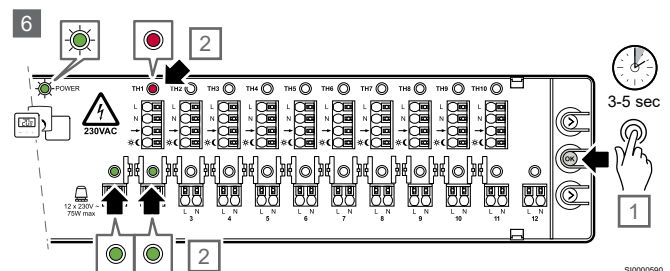 6
2
POWER
TH1 TH2 TH3 TH4 TH5 TH6 TH7 TH8 TH9 TH10
3-5 sec
230VAC
L L L L L L L L L L
N N N N N N N N N N
OK
1
12 x 230V ~
75W max
L N L N L N L N L N L N L N L N L N L N
3 4 5 6 7 8 9 10 11 12
2
SI0000590